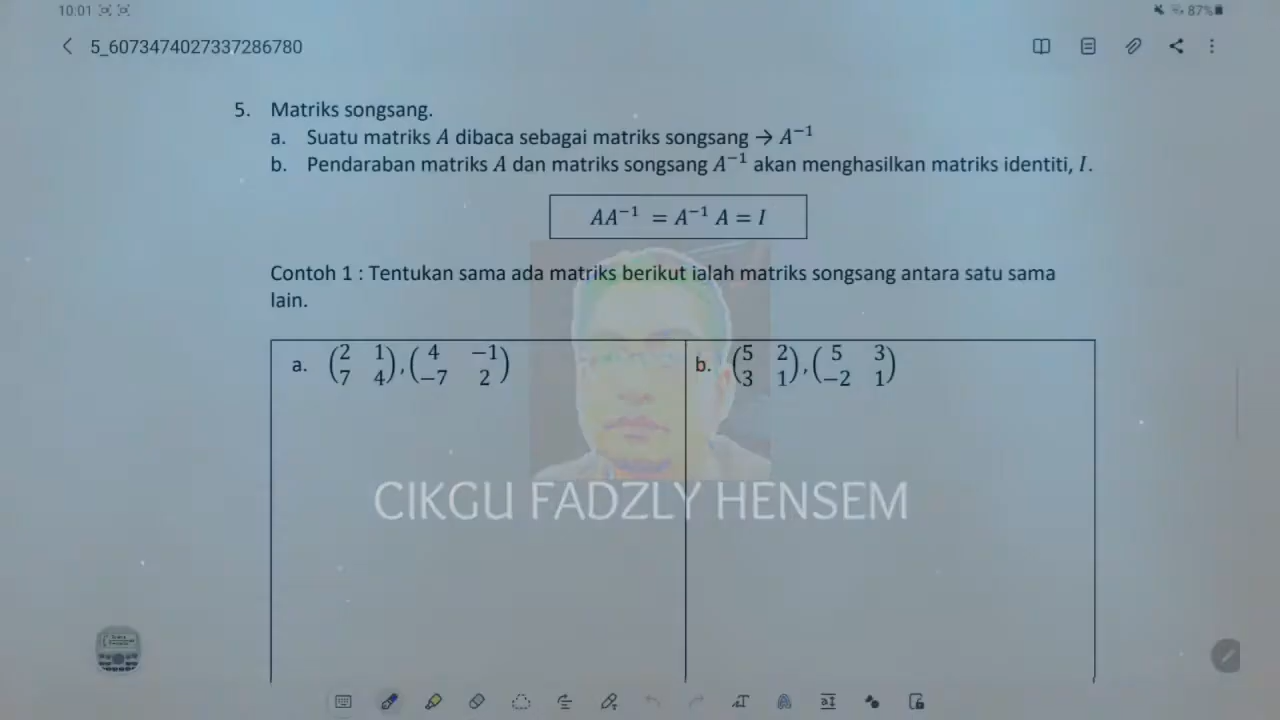 10:01
87%
5_6073474027337286780
5. Matriks songsang.
a. Suatu matriks A dibaca sebagai matriks songsang → A⁻¹
b. Pendaraban matriks A dan matriks songsang A⁻¹ akan menghasilkan matriks identiti, I.
AA⁻¹ = A⁻¹ A = I
Contoh 1 : Tentukan sama ada matriks berikut ialah matriks songsang antara satu sama
lain.
a. (2 1; 7 4), (4 −1; −7 2)
b. (5 2; 3 1), (5 3; −2 1)
CIKGU FADZLY HENSEM